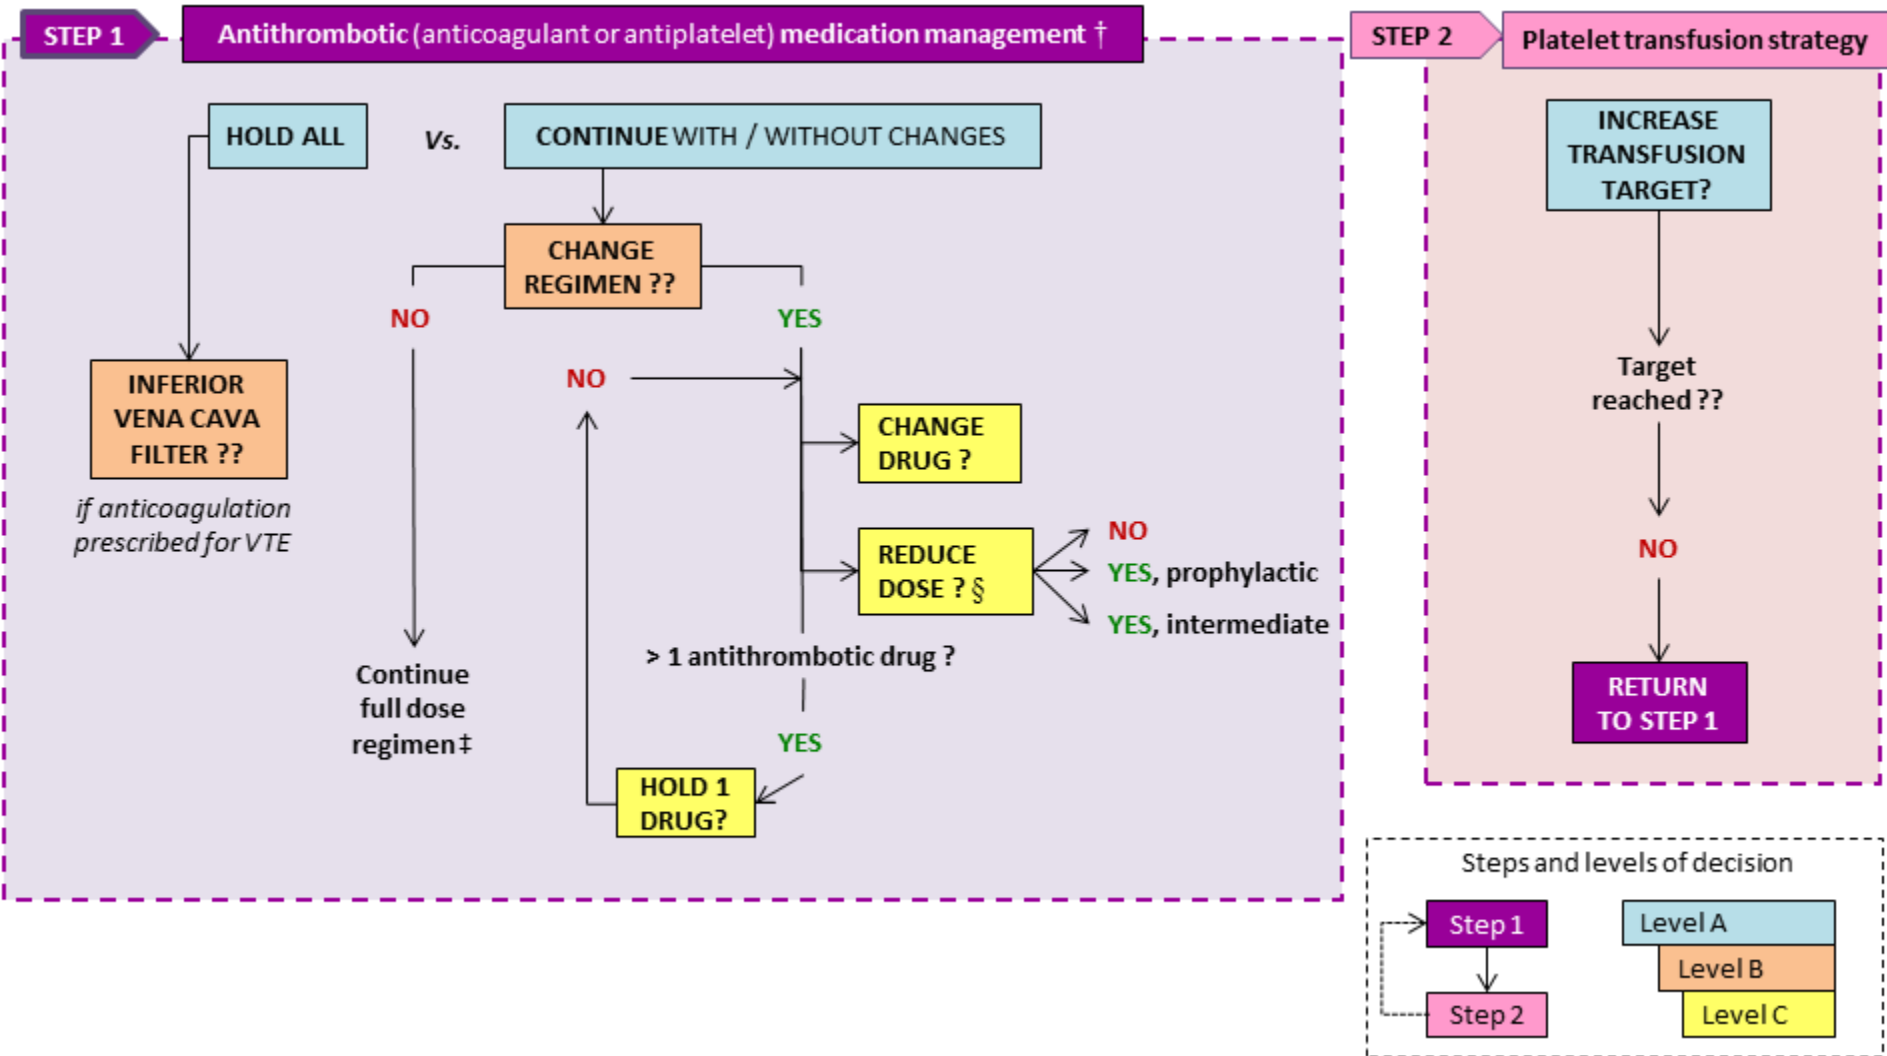 STEP 1
Antithrombotic (anticoagulant or antiplatelet) medication management †
STEP 2
Platelet transfusion strategy
HOLD ALL
Vs.
CONTINUE WITH / WITHOUT CHANGES
CHANGE
REGIMEN ??
NO
YES
INFERIOR
VENA CAVA
FILTER ??
if anticoagulation
prescribed for VTE
NO
CHANGE
DRUG ?
REDUCE
DOSE ? §
NO
YES, prophylactic
YES, intermediate
> 1 antithrombotic drug ?
Continue
full dose
regimen ‡
YES
HOLD 1
DRUG?
INCREASE
TRANSFUSION
TARGET?
Target
reached ??
NO
RETURN
TO STEP 1
Steps and levels of decision
Step 1
Step 2
Level A
Level B
Level C